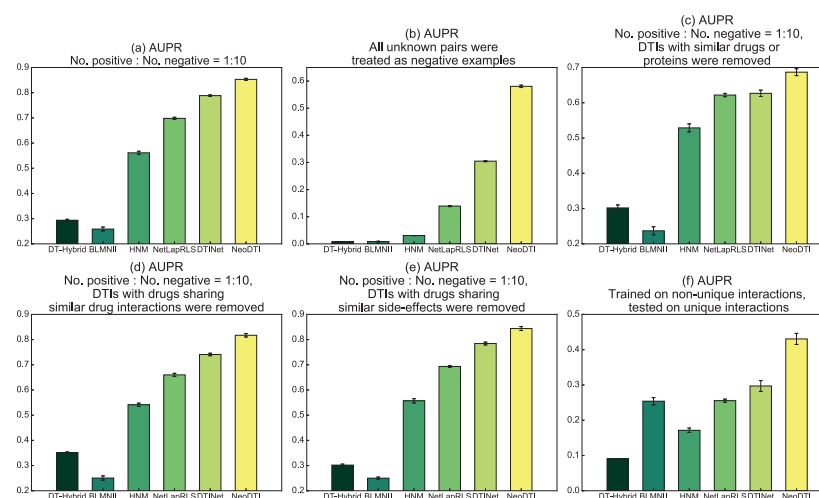 (a) AUPR
No. positive : No. negative = 1:10
0.9
0.8
0.7
0.6
0.5
0.4
0.3
0.2
DT-Hybrid BLMNII HNM NetLapRLS DTINet NeoDTI
(b) AUPR
All unknown pairs were
treated as negative examples
0.6
0.5
0.4
0.3
0.2
0.1
0.0
DT-Hybrid BLMNII HNM NetLapRLS DTINet NeoDTI
(c) AUPR
No. positive : No. negative = 1:10,
DTIs with similar drugs or
proteins were removed
0.7
0.6
0.5
0.4
0.3
0.2
DT-Hybrid BLMNII HNM NetLapRLS DTINet NeoDTI
(d) AUPR
No. positive : No. negative = 1:10,
DTIs with drugs sharing
similar drug interactions were removed
0.9
0.8
0.7
0.6
0.5
0.4
0.3
0.2
DT-Hybrid BLMNII HNM NetLapRLS DTINet NeoDTI
(e) AUPR
No. positive : No. negative = 1:10,
DTIs with drugs sharing
similar side-effects were removed
0.9
0.8
0.7
0.6
0.5
0.4
0.3
0.2
DT-Hybrid BLMNII HNM NetLapRLS DTINet NeoDTI
(f) AUPR
Trained on non-unique interactions,
tested on unique interactions
0.5
0.4
0.3
0.2
0.1
0.0
DT-Hybrid BLMNII HNM NetLapRLS DTINet NeoDTI